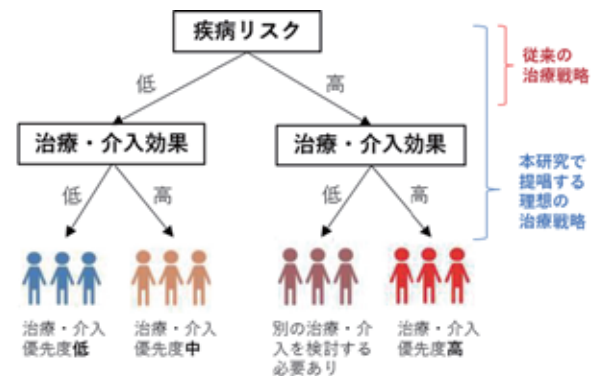 疾病リスク
低
高
従来の
治療戦略
治療・介入効果
治療・介入効果
低
高
低
高
本研究で
提唱する
理想の
治療戦略
治療・介入
優先度低
治療・介入
優先度中
別の治療・介
入を検討する
必要あり
治療・介入
優先度高